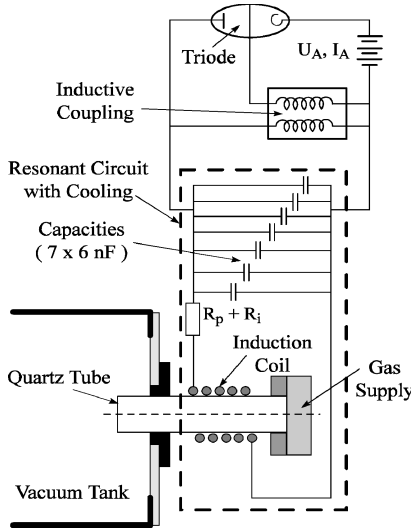 Triode
U_A, I_A
Inductive
Coupling
Resonant Circuit
with Cooling
Capacities
( 7 x 6 nF )
R_p + R_i
Induction
Coil
Gas
Supply
Quartz Tube
Vacuum Tank